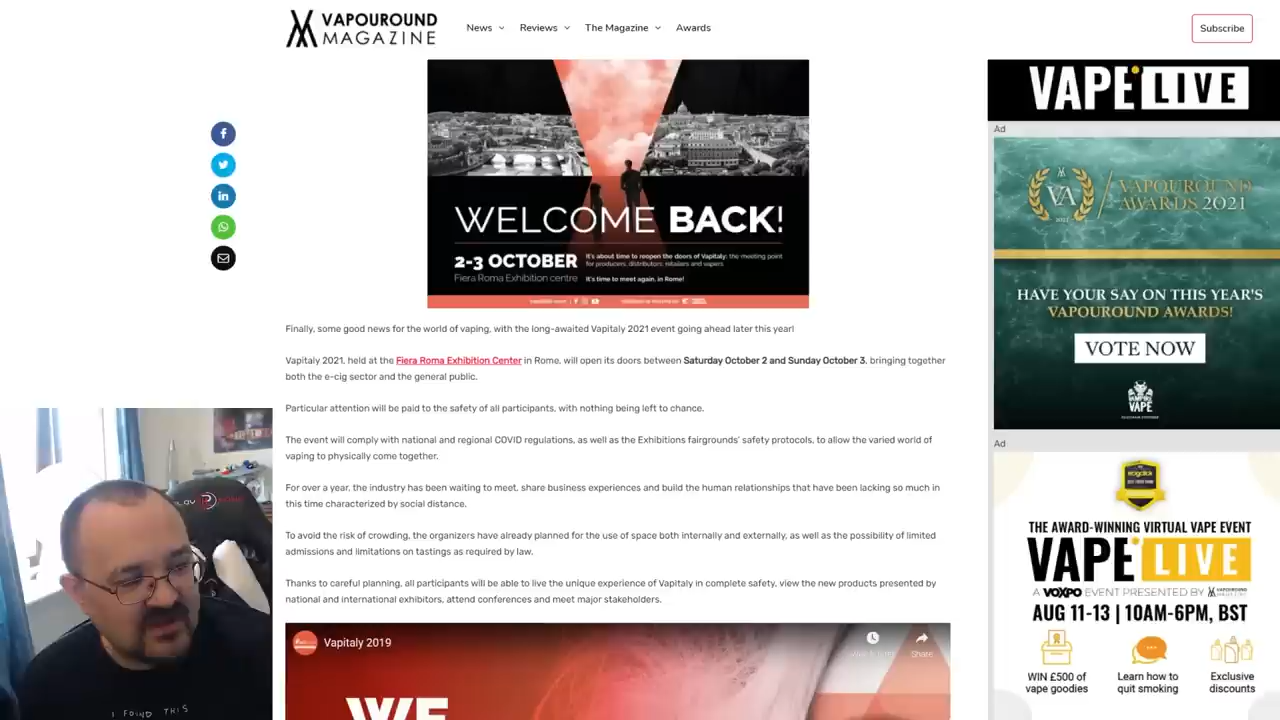 VAPOUROUND
MAGAZINE
News
Reviews
The Magazine
Awards
Subscribe
WELCOME BACK!
2-3 OCTOBER
Fiera Roma Exhibition centre
It's about time to reopen the doors of Vapitaly: the meeting point
for producers, distributors, retailers and vapers
It's time to meet again, in Rome!
Finally, some good news for the world of vaping, with the long-awaited Vapitaly 2021 event going ahead later this year!
Vapitaly 2021, held at the Fiera Roma Exhibition Center in Rome, will open its doors between Saturday October 2 and Sunday October 3, bringing together
both the e-cig sector and the general public.
Particular attention will be paid to the safety of all participants, with nothing being left to chance.
The event will comply with national and regional COVID regulations, as well as the Exhibitions fairgrounds' safety protocols, to allow the varied world of
vaping to physically come together.
For over a year, the industry has been waiting to meet, share business experiences and build the human relationships that have been lacking so much in
this time characterized by social distance.
To avoid the risk of crowding, the organizers have already planned for the use of space both internally and externally, as well as the possibility of limited
admissions and limitations on tastings as required by law.
Thanks to careful planning, all participants will be able to live the unique experience of Vapitaly in complete safety, view the new products presented by
national and international exhibitors, attend conferences and meet major stakeholders.
Vapitaly 2019
Share
WE
VAPE LIVE
Ad
VA
2021
VAPOUROUND
AWARDS 2021
HAVE YOUR SAY ON THIS YEAR'S
VAPOUROUND AWARDS!
VOTE NOW
VAMPIRE
VAPE
Ad
ecigclick
THE AWARD-WINNING VIRTUAL VAPE EVENT
VAPE LIVE
A VOXPO EVENT PRESENTED BY VAPOUROUND MAGAZINE
AUG 11-13 | 10AM-6PM, BST
WIN £500 of
vape goodies
Learn how to
quit smoking
Exclusive
discounts
I FOUND THIS